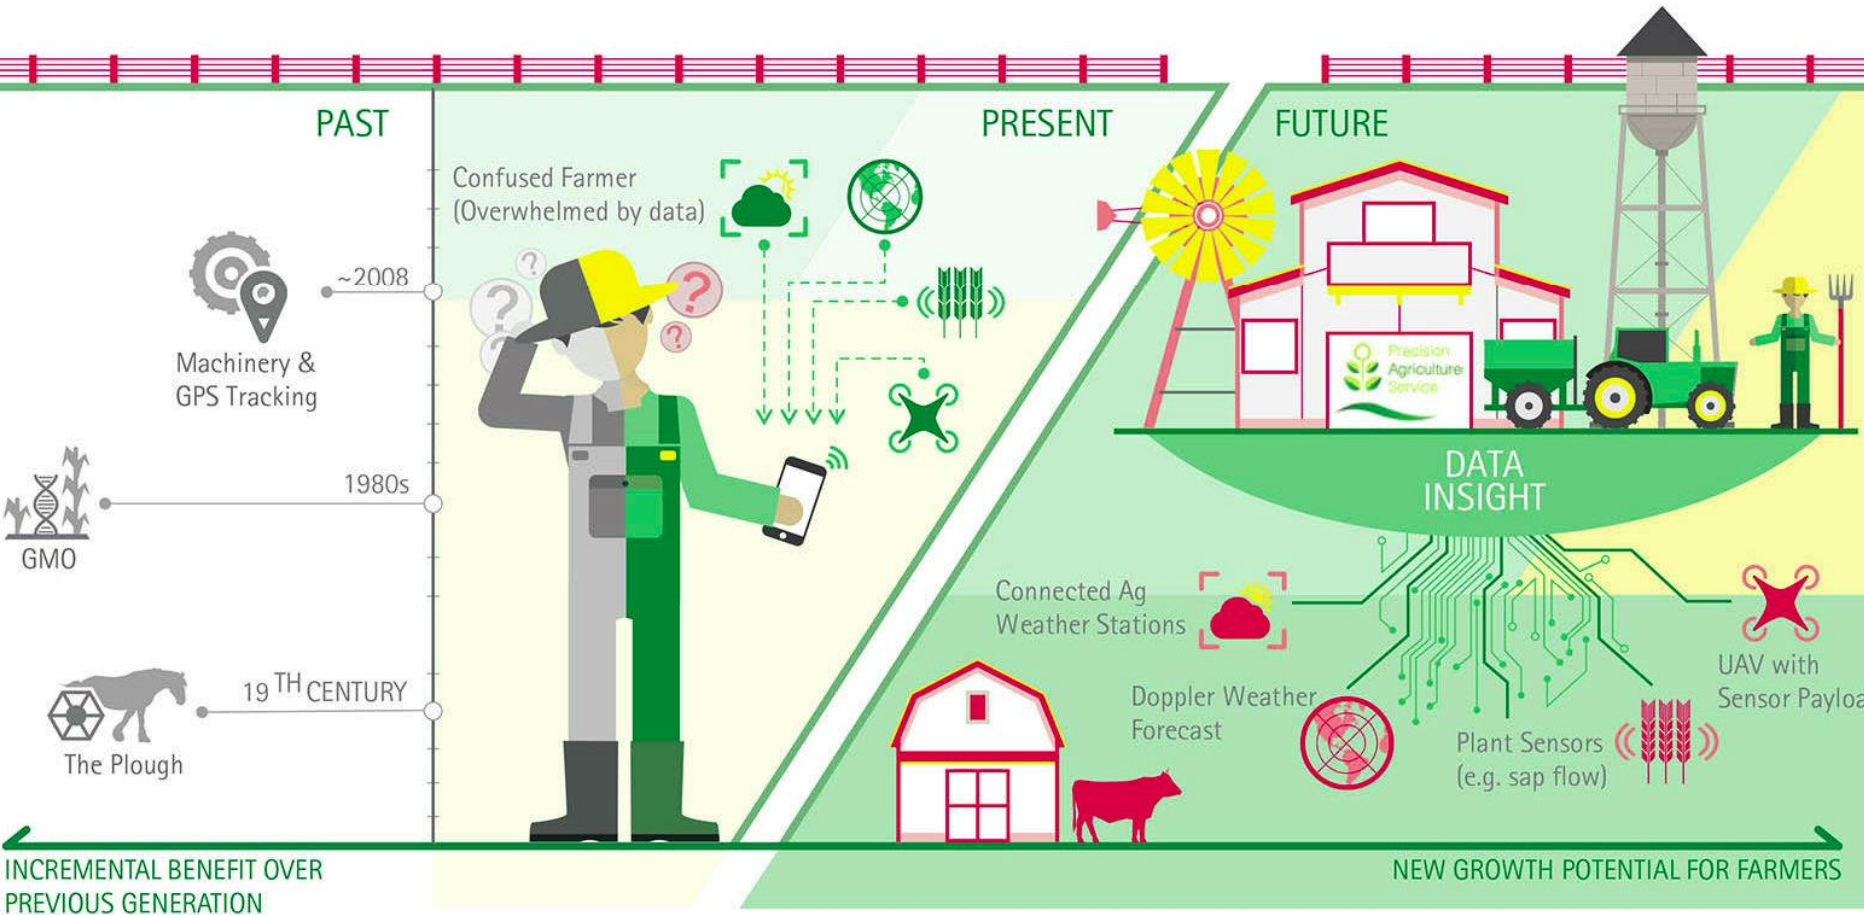 PAST
PRESENT
FUTURE
Confused Farmer
(Overwhelmed by data)
~2008
Machinery &
GPS Tracking
1980s
GMO
19 TH CENTURY
The Plough
?
?
?
?
?
Precision
Agriculture
Service
DATA
INSIGHT
Connected Ag
Weather Stations
Doppler Weather
Forecast
Plant Sensors
(e.g. sap flow)
UAV with
Sensor Payloa
INCREMENTAL BENEFIT OVER
PREVIOUS GENERATION
NEW GROWTH POTENTIAL FOR FARMERS